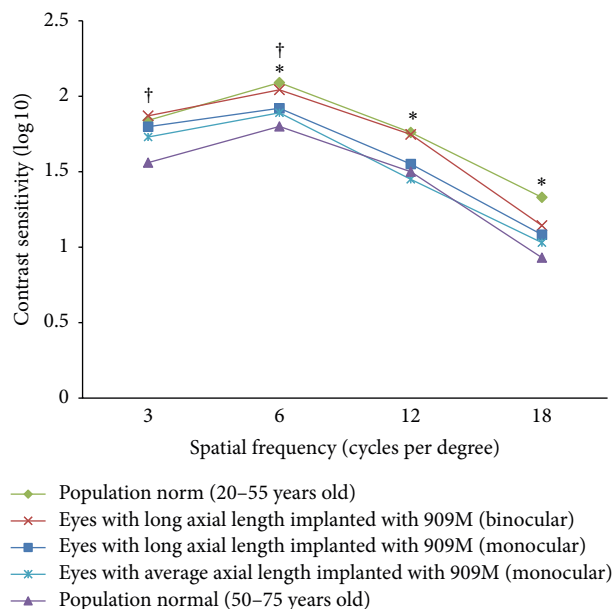 2.5
2
1.5
1
0.5
0
Contrast sensitivity (log10)
†
†
*
*
*
3 6 12 18
Spatial frequency (cycles per degree)
Population norm (20–55 years old)
Eyes with long axial length implanted with 909M (binocular)
Eyes with long axial length implanted with 909M (monocular)
Eyes with average axial length implanted with 909M (monocular)
Population normal (50–75 years old)